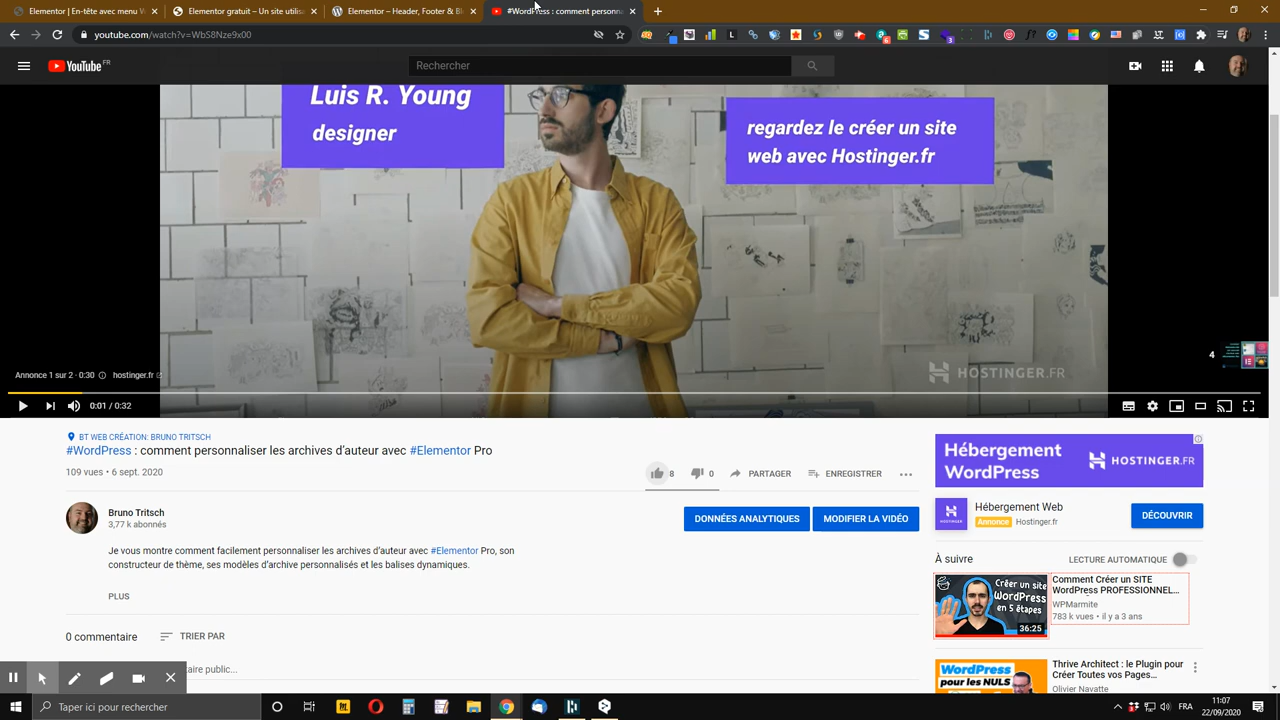 Elementor | En-tête avec menu
Elementor gratuit – Un site utilis
Elementor – Header, Footer & Bl
#WordPress : comment personna
youtube.com/watch?v=WbS8Nze9x00
YouTube FR
Rechercher
Luis R. Young
designer
regardez le créer un site
web avec Hostinger.fr
HOSTINGER.FR
4
Annonce 1 sur 2 · 0:30
hostinger.fr
0:01 / 0:32
BT WEB CRÉATION: BRUNO TRITSCH
#WordPress : comment personnaliser les archives d'auteur avec #Elementor Pro
109 vues • 6 sept. 2020
8
0
PARTAGER
ENREGISTRER
Bruno Tritsch
3,77 k abonnés
DONNÉES ANALYTIQUES
MODIFIER LA VIDÉO
Je vous montre comment facilement personnaliser les archives d'auteur avec #Elementor Pro, son
constructeur de thème, ses modèles d'archive personnalisés et les balises dynamiques.
PLUS
0 commentaire
TRIER PAR
taire public...
Hébergement
WordPress
HOSTINGER.FR
HOSTINGER
Hébergement Web
Annonce Hostinger.fr
DÉCOUVRIR
À suivre
LECTURE AUTOMATIQUE
Créer un site
WordPress
en 5 étapes
36:25
Comment Créer un SITE
WordPress PROFESSIONNEL...
WPMarmite
783 k vues • il y a 3 ans
WordPress
pour les NULS
Thrive Architect : le Plugin pour
Créer Toutes vos Pages...
Olivier Navatte
Taper ici pour rechercher
FRA
11:07
22/09/2020